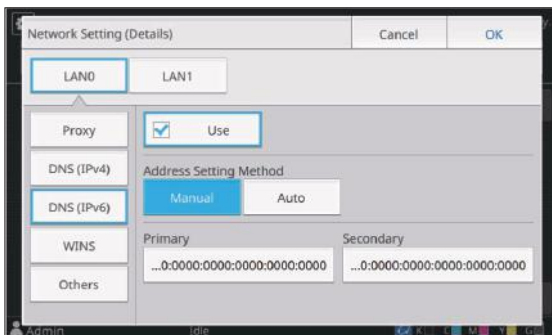 Network Setting (Details)
Cancel
OK
LAN0
LAN1
Proxy
DNS (IPv4)
DNS (IPv6)
WINS
Others
Use
Address Setting Method
Manual
Auto
Primary
Secondary
...0:0000:0000:0000:0000:0000
...0:0000:0000:0000:0000:0000
Admin
Idle